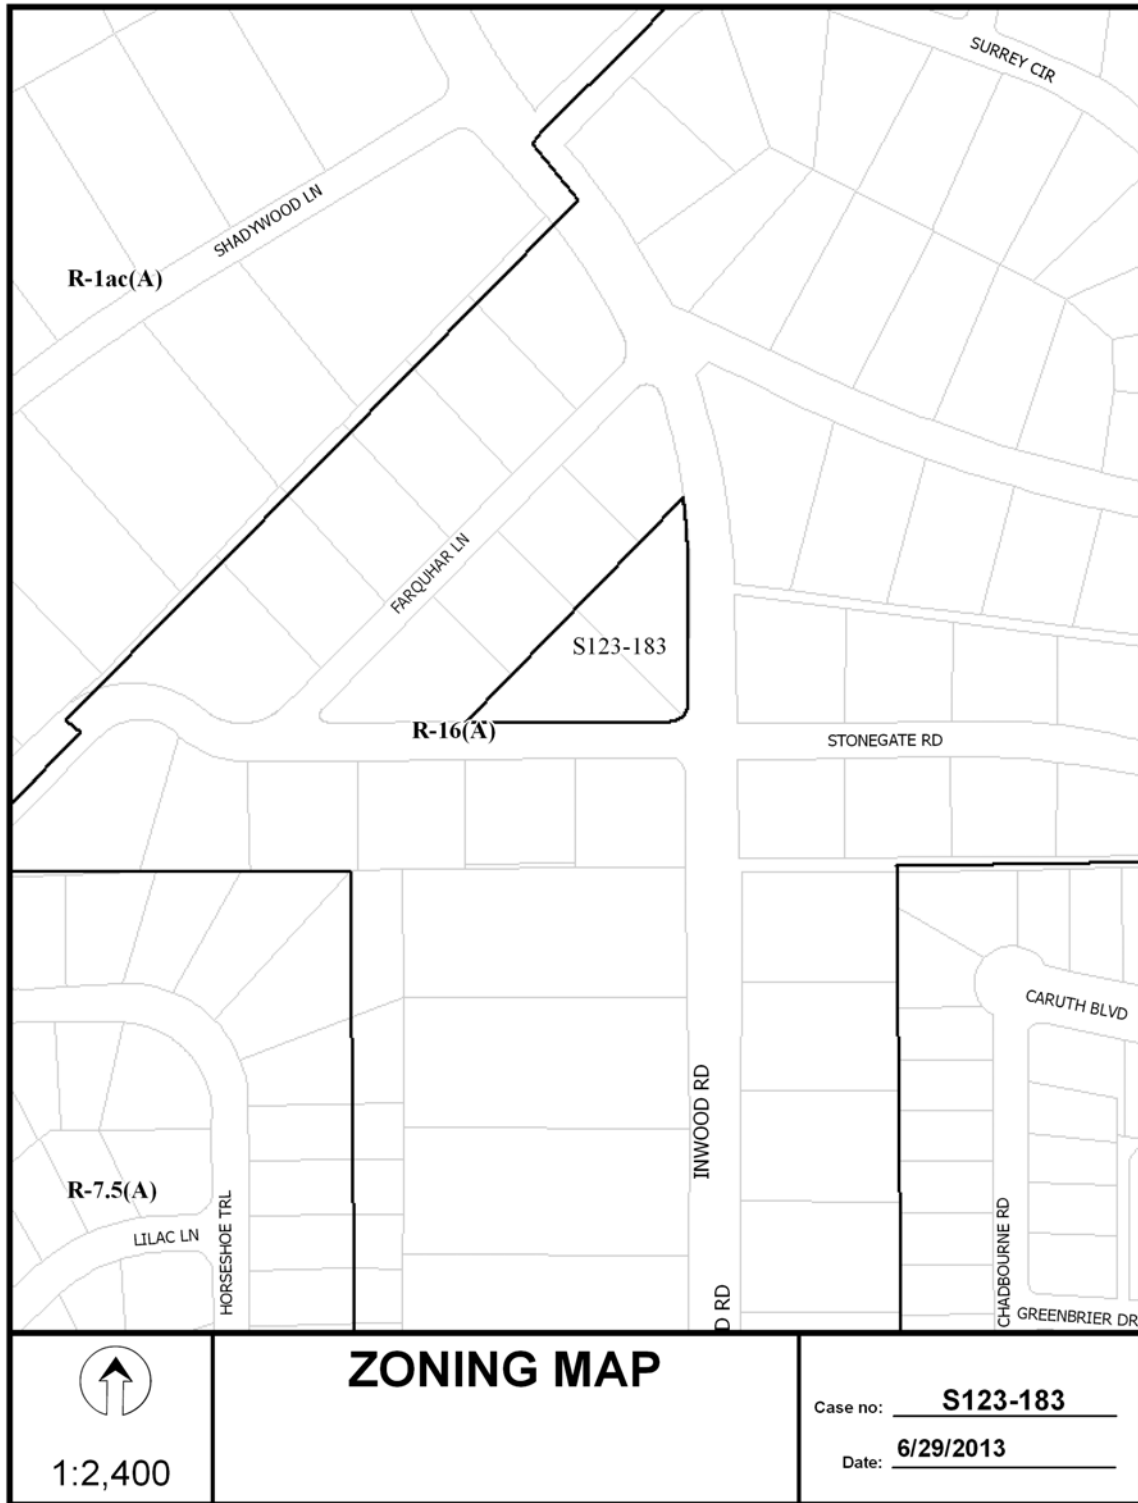 SURREY CIR
SHADYWOOD LN
R-1ac(A)
FARQUHAR LN
S123-183
R-16(A)
STONEGATE RD
CARUTH BLVD
INWOOD RD
R-7.5(A)
HORSESHOE TRL
LILAC LN
CHADBOURNE RD
D RD
GREENBRIER DR
ZONING MAP
1:2,400
Case no: S123-183
Date: 6/29/2013